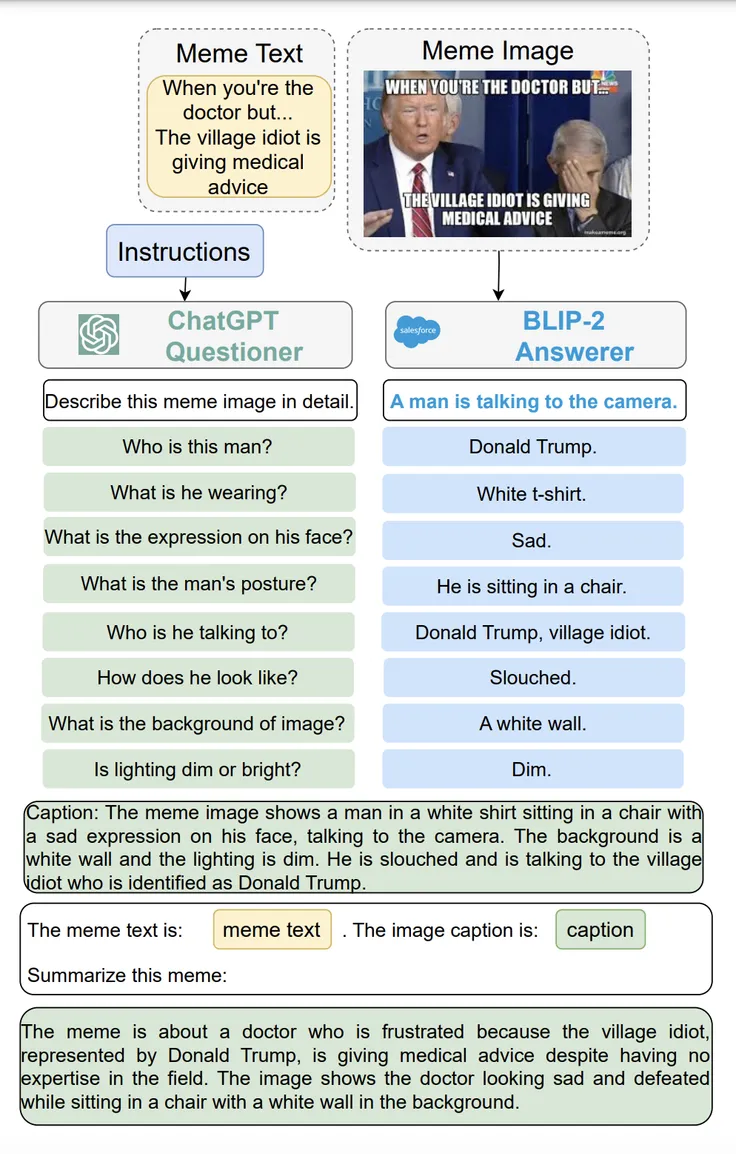 Meme Text
When you're the
doctor but...
The village idiot is
giving medical
advice
Meme Image
NEWS
WHEN YOU'RE THE DOCTOR BUT...
THE VILLAGE IDIOT IS GIVING
MEDICAL ADVICE
makeameme.org
Instructions
ChatGPT
Questioner
salesforce
BLIP-2
Answerer
Describe this meme image in detail.
A man is talking to the camera.
Who is this man?
Donald Trump.
What is he wearing?
White t-shirt.
What is the expression on his face?
Sad.
What is the man's posture?
He is sitting in a chair.
Who is he talking to?
Donald Trump, village idiot.
How does he look like?
Slouched.
What is the background of image?
A white wall.
Is lighting dim or bright?
Dim.
Caption: The meme image shows a man in a white shirt sitting in a chair with
a sad expression on his face, talking to the camera. The background is a
white wall and the lighting is dim. He is slouched and is talking to the village
idiot who is identified as Donald Trump.
The meme text is: meme text . The image caption is: caption
Summarize this meme:
The meme is about a doctor who is frustrated because the village idiot,
represented by Donald Trump, is giving medical advice despite having no
expertise in the field. The image shows the doctor looking sad and defeated
while sitting in a chair with a white wall in the background.